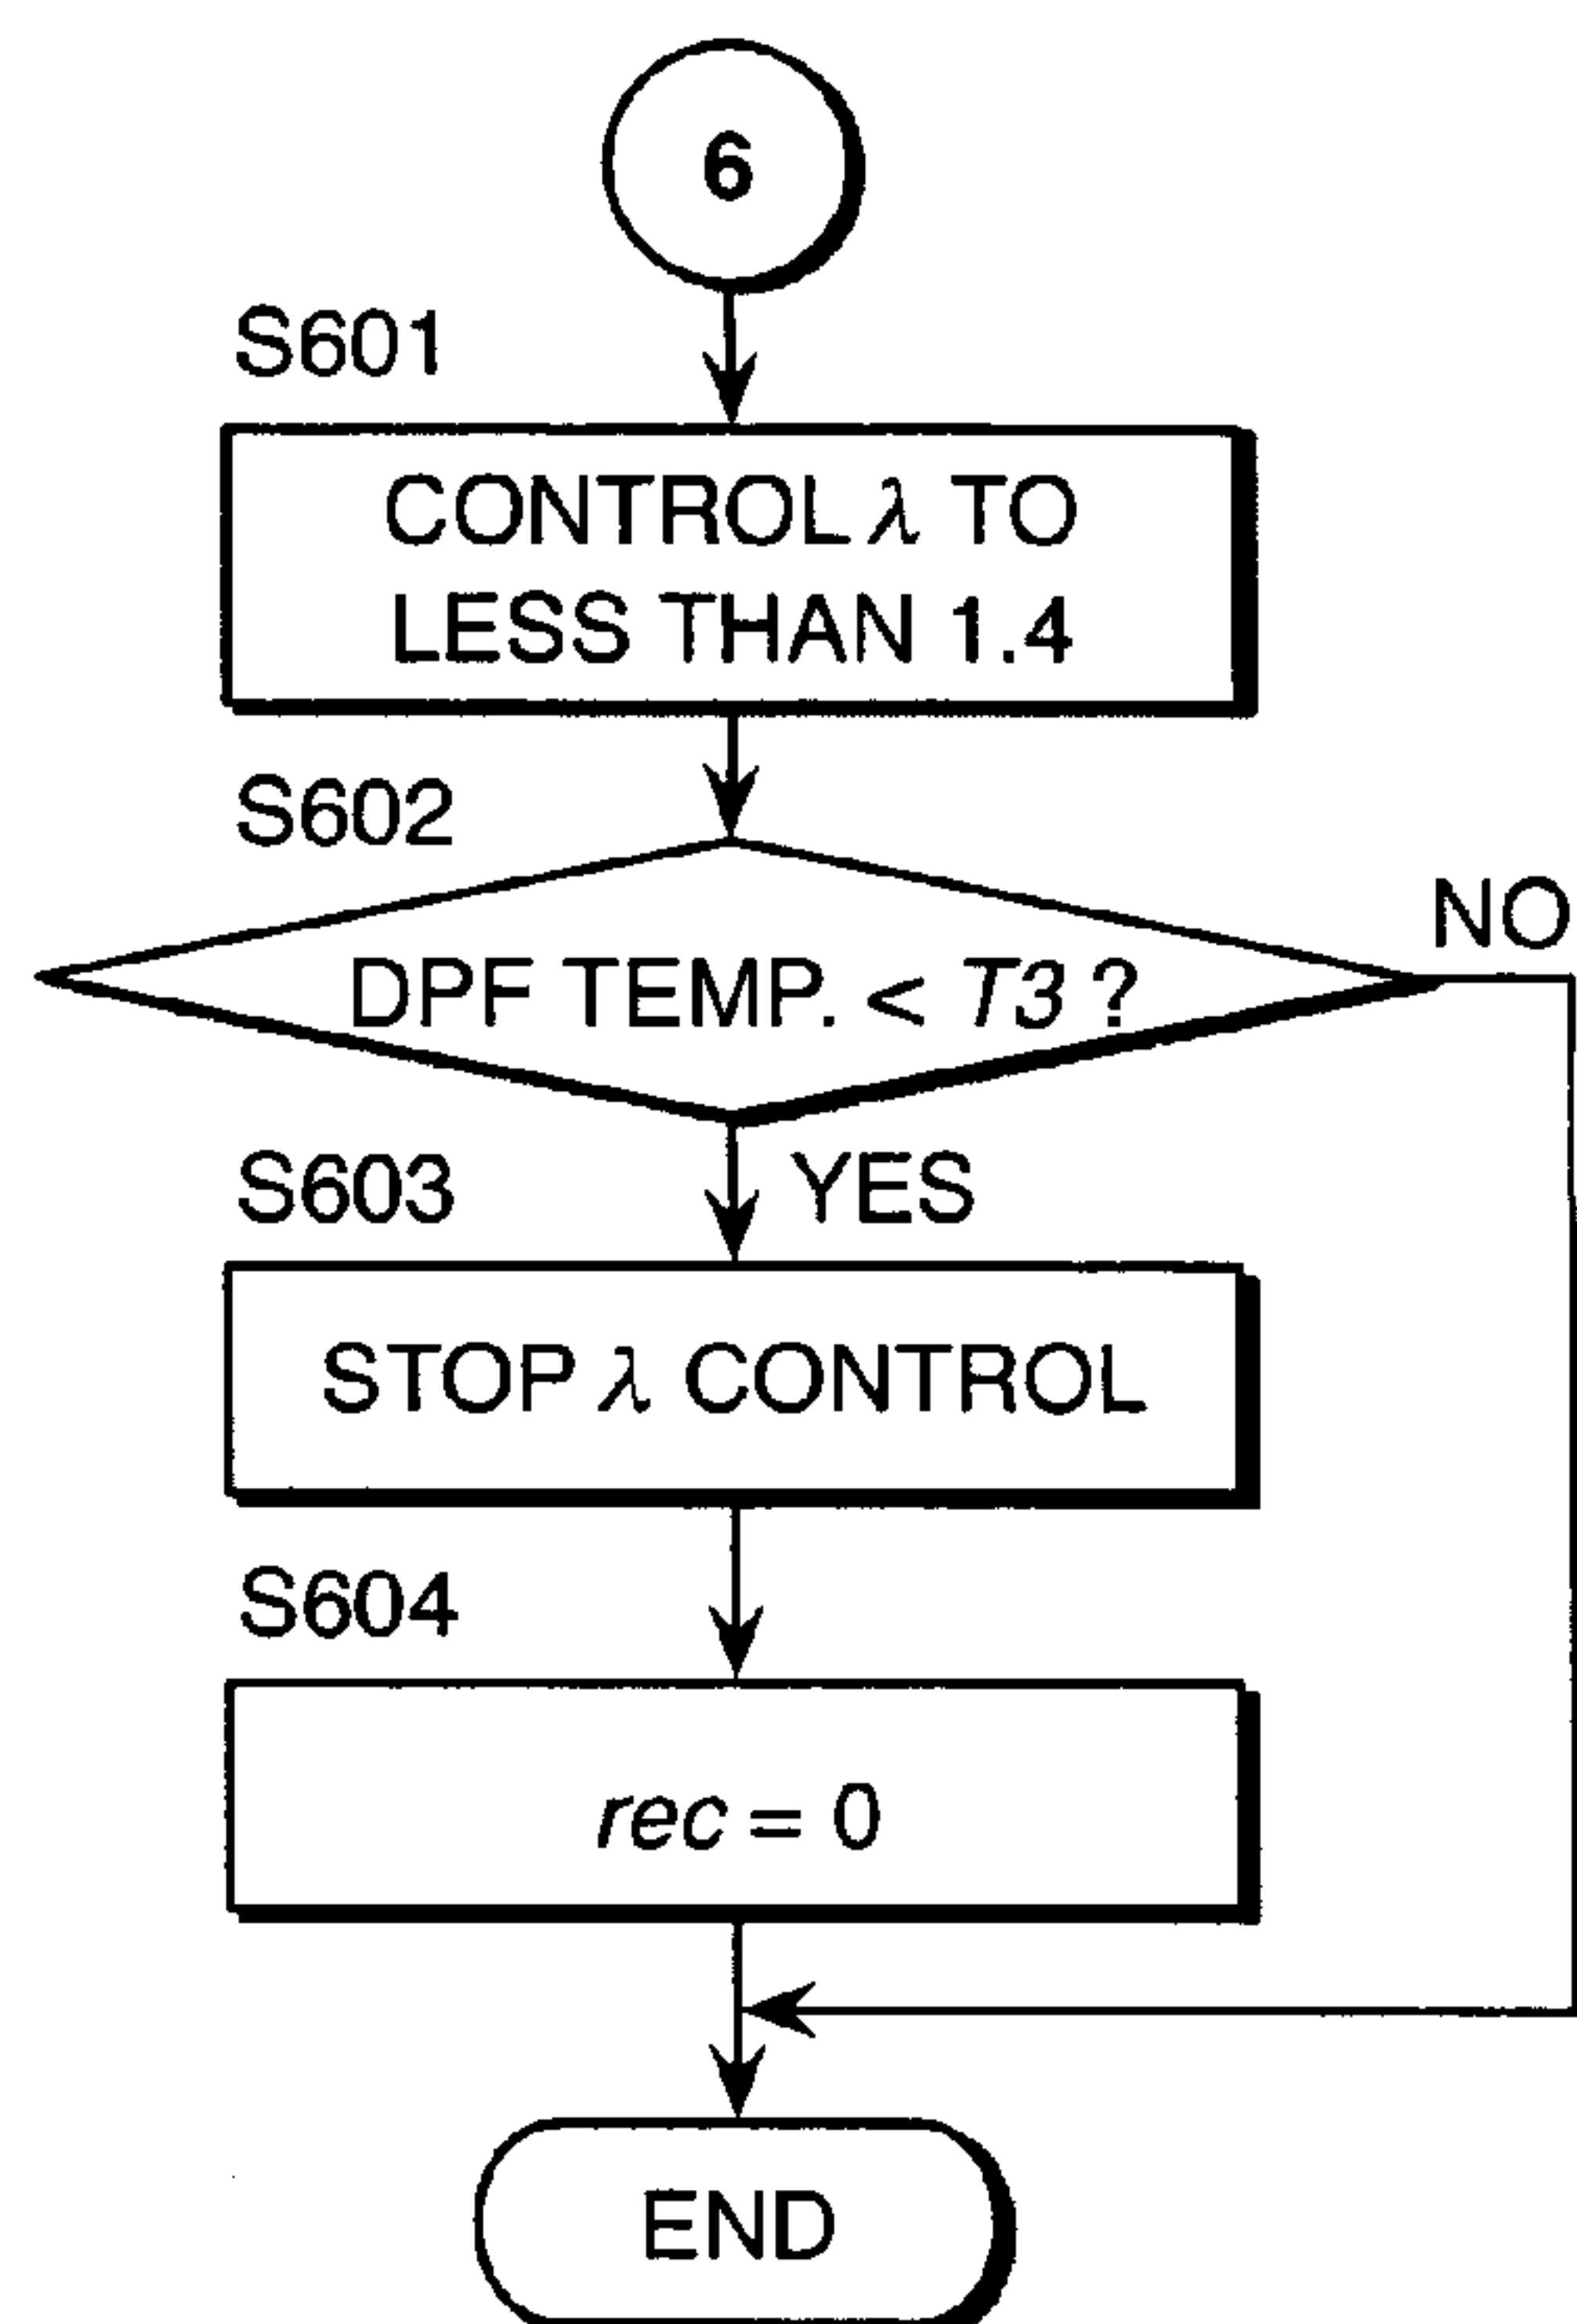 6
S601
CONTROL λ TO
LESS THAN 1.4
S602
NO
DPF TEMP. < T3 ?
S603
YES
STOP λ CONTROL
S604
rec = 0
END